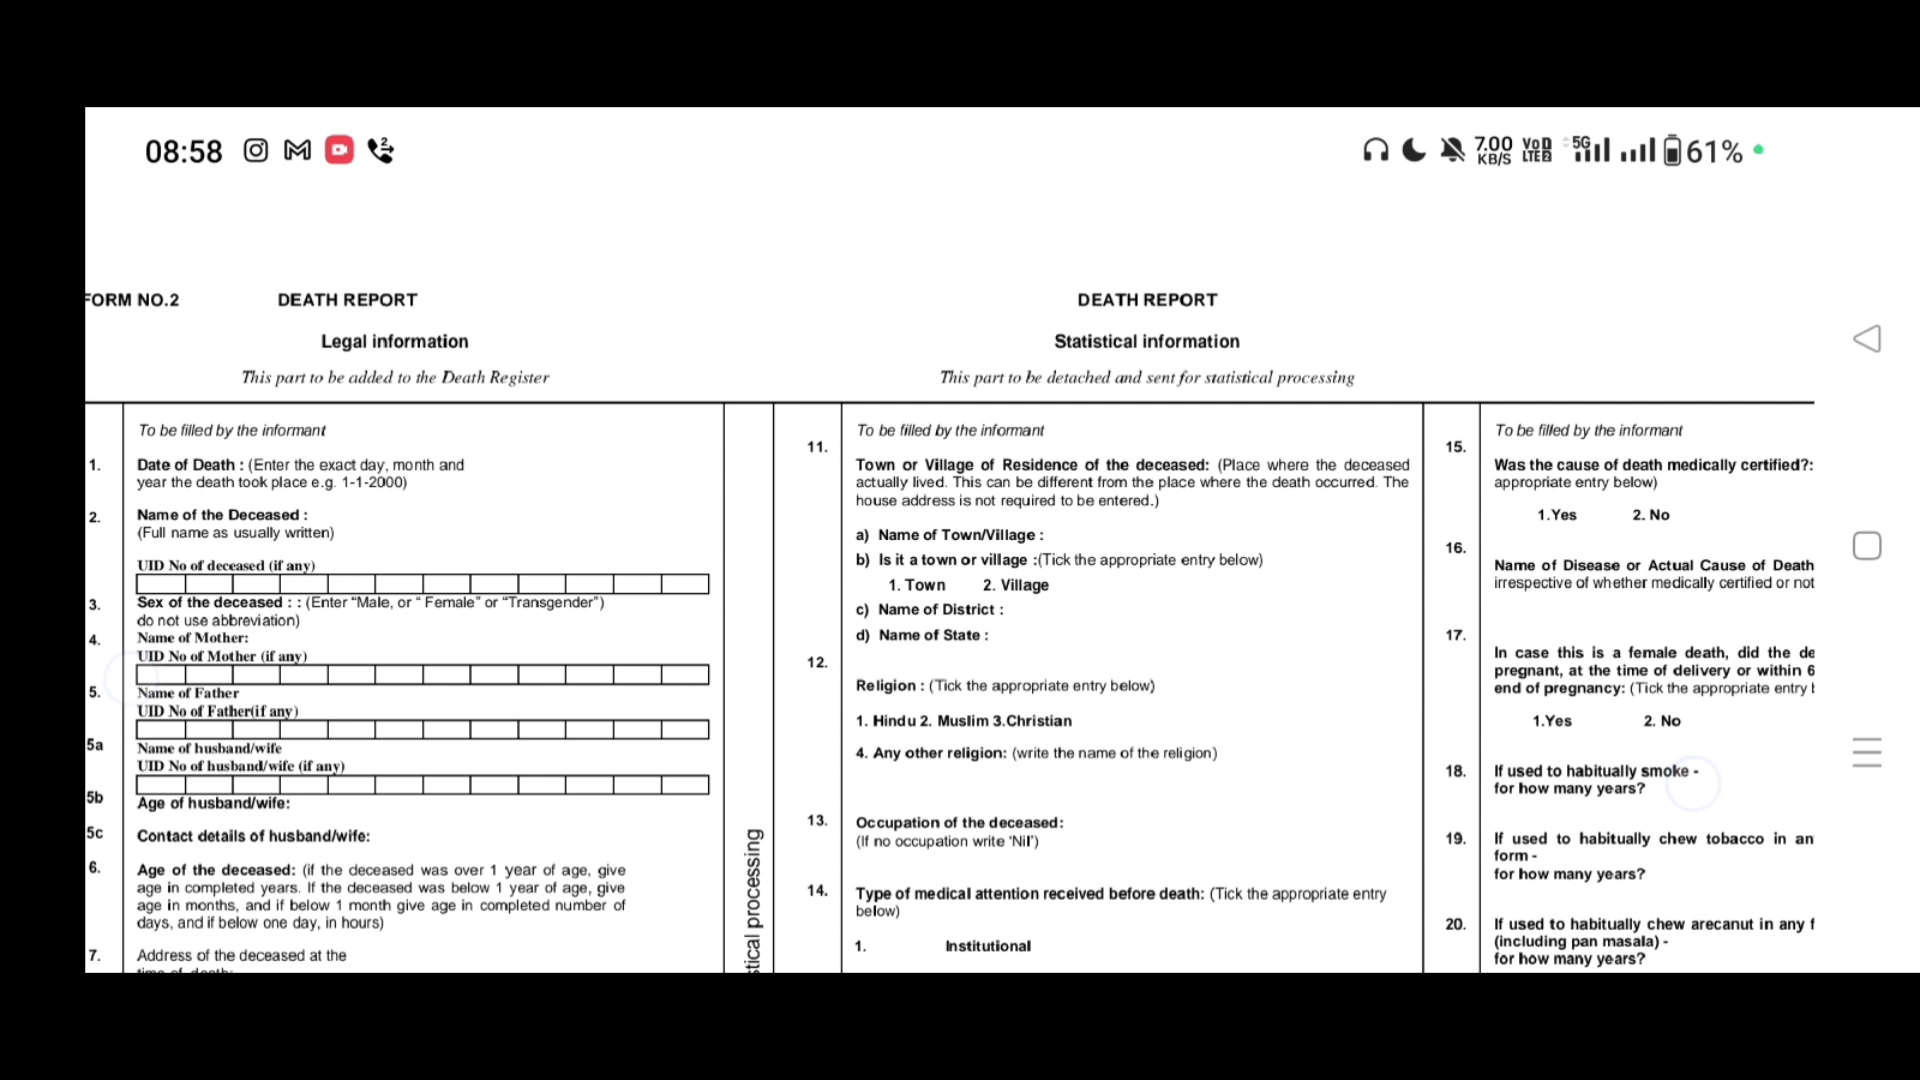 08:58
7.00 KB/S VoD LTE2 5G 61%
FORM NO.2 DEATH REPORT
Legal information
This part to be added to the Death Register
DEATH REPORT
Statistical information
This part to be detached and sent for statistical processing
To be filled by the informant
1. Date of Death : (Enter the exact day, month and
year the death took place e.g. 1-1-2000)
2. Name of the Deceased :
(Full name as usually written)
UID No of deceased (if any)
3. Sex of the deceased : : (Enter “Male, or “ Female” or “Transgender”)
do not use abbreviation)
4. Name of Mother:
UID No of Mother (if any)
5. Name of Father
UID No of Father(if any)
5a Name of husband/wife
UID No of husband/wife (if any)
5b Age of husband/wife:
5c Contact details of husband/wife:
6. Age of the deceased: (if the deceased was over 1 year of age, give
age in completed years. If the deceased was below 1 year of age, give
age in months, and if below 1 month give age in completed number of
days, and if below one day, in hours)
7. Address of the deceased at the
time of death:
tical processing
To be filled by the informant
11. Town or Village of Residence of the deceased: (Place where the deceased
actually lived. This can be different from the place where the death occurred. The
house address is not required to be entered.)
a) Name of Town/Village :
b) Is it a town or village :(Tick the appropriate entry below)
1. Town 2. Village
c) Name of District :
d) Name of State :
12. Religion : (Tick the appropriate entry below)
1. Hindu 2. Muslim 3.Christian
4. Any other religion: (write the name of the religion)
13. Occupation of the deceased:
(If no occupation write ‘Nil’)
14. Type of medical attention received before death: (Tick the appropriate entry
below)
1. Institutional
To be filled by the informant
15. Was the cause of death medically certified?:
appropriate entry below)
1.Yes 2. No
16. Name of Disease or Actual Cause of Death
irrespective of whether medically certified or not
17. In case this is a female death, did the de
pregnant, at the time of delivery or within 6
end of pregnancy: (Tick the appropriate entry
1.Yes 2. No
18. If used to habitually smoke -
for how many years?
19. If used to habitually chew tobacco in an
form -
for how many years?
20. If used to habitually chew arecanut in any f
(including pan masala) -
for how many years?